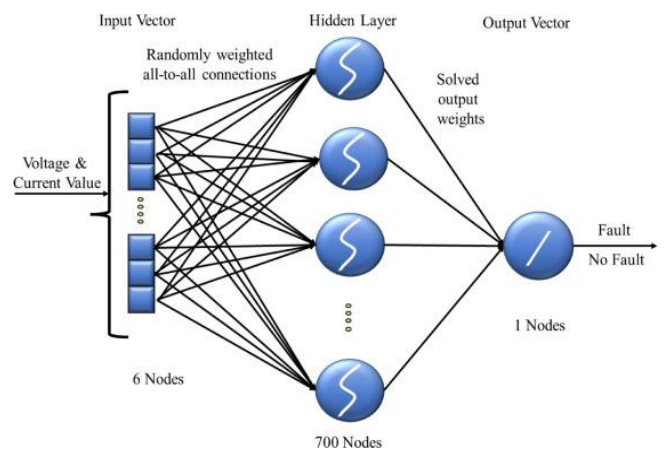 Input Vector
Hidden Layer
Output Vector
Randomly weighted
all-to-all connections
Solved
output
weights
Voltage &
Current Value
Fault
No Fault
1 Nodes
6 Nodes
700 Nodes